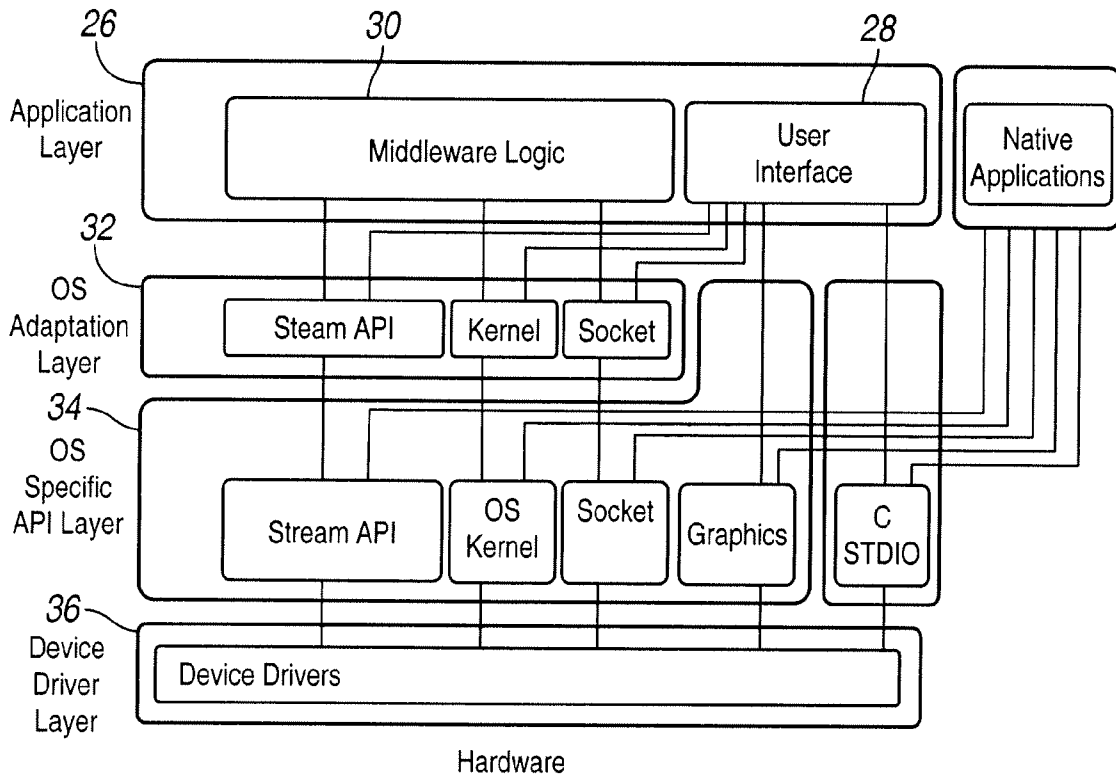 26
30
28
Application
Layer
Middleware Logic
User
Interface
Native
Applications
32
OS
Adaptation
Layer
Steam API
Kernel
Socket
34
OS
Specific
API Layer
Stream API
OS
Kernel
Socket
Graphics
C
STDIO
36
Device
Driver
Layer
Device Drivers
Hardware